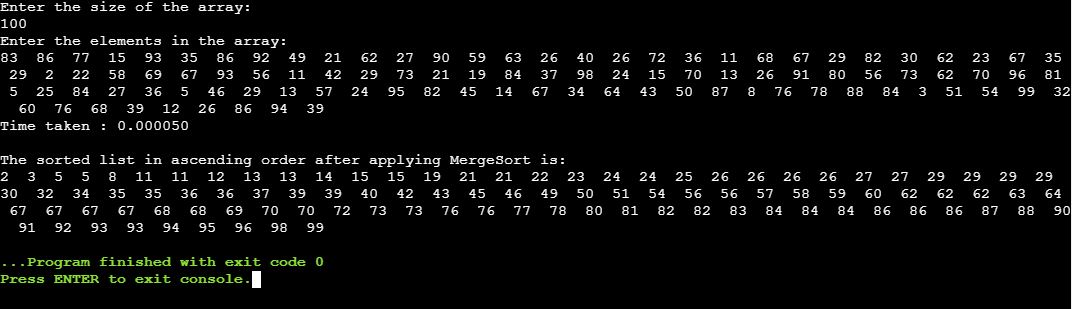 Enter the size of the array:
100
Enter the elements in the array:
83 86 77 15 93 35 86 92 49 21 62 27 90 59 63 26 40 26 72 36 11 68 67 29 82 30 62 23 67 35
29 2 22 58 69 67 93 56 11 42 29 73 21 19 84 37 98 24 15 70 13 26 91 80 56 73 62 70 96 81
5 25 84 27 36 5 46 29 13 57 24 95 82 45 14 67 34 64 43 50 87 8 76 78 88 84 3 51 54 99 32
60 76 68 39 12 26 86 94 39
Time taken : 0.000050
The sorted list in ascending order after applying MergeSort is:
2 3 5 5 8 11 11 12 13 13 14 15 15 19 21 21 22 23 24 24 25 26 26 26 26 27 27 29 29 29 29
30 32 34 35 35 36 36 37 39 39 40 42 43 45 46 49 50 51 54 56 56 57 58 59 60 62 62 62 63 64
67 67 67 67 68 68 69 70 70 72 73 73 76 76 77 78 80 81 82 82 83 84 84 84 86 86 86 87 88 90
91 92 93 93 94 95 96 98 99
...Program finished with exit code 0
Press ENTER to exit console.